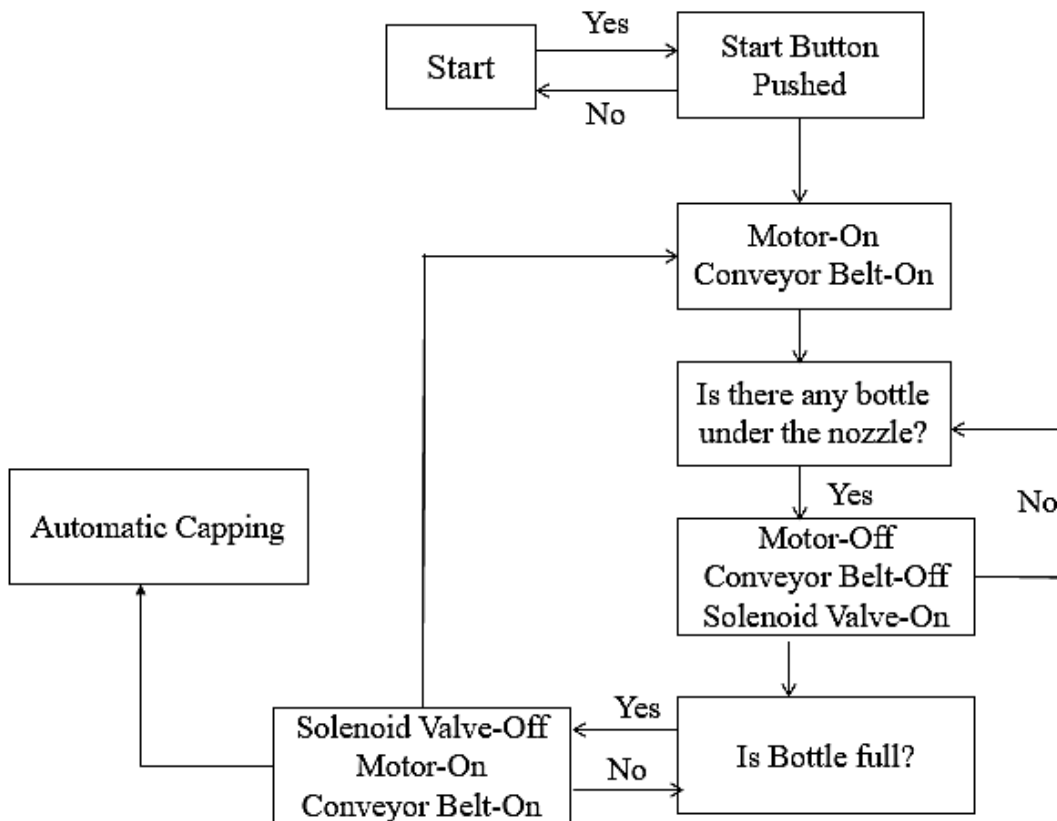 Yes
Start
Start Button
Pushed
No
Motor-On
Conveyor Belt-On
Is there any bottle
under the nozzle?
Yes
No
Automatic Capping
Motor-Off
Conveyor Belt-Off
Solenoid Valve-On
Yes
Solenoid Valve-Off
Motor-On
Conveyor Belt-On
No
Is Bottle full?